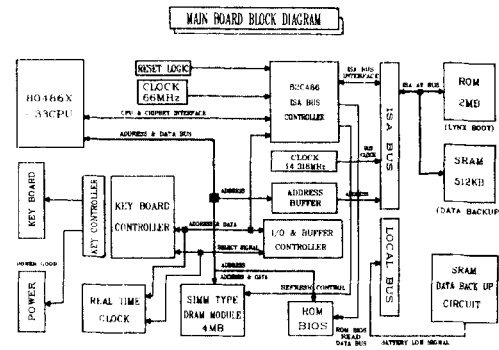 MAIN BOARD BLOCK DIAGRAM
80486X
-33CPU
RESET LOGIC
CLOCK
66MHz
82C486
ISA BUS
CONTROLLER
ISA BUS
INTERFACE
ISA BUS
ISA AT BUS
ROM
2MB
(LYNX BOOT)
SRAM
512KB
(DATA BACKUP)
CPU & CHIPSET INTERFACE
ADDRESS & DATA BUS
CLOCK
14.318MHz
BUS
CLOCK
ADDRESS
ADDRESS
BUFFER
ADDRESS
KEY BOARD
KEY CONTROLLER
KEY BOARD
CONTROLLER
ADDRESS & DATA
SELECT SIGNAL
I/O & BUFFER
CONTROLLER
LOCAL BUS
POWER GOOD
POWER
REAL TIME
CLOCK
ADDRESS
ADDRESS & DATA
REFRESH CONTROL
SIMM TYPE
DRAM MODULE
4MB
ROM
BIOS
ROM BIOS
READ
DATA BUS
BATTERY LOW SIGNAL
SRAM
DATA BACK UP
CIRCUIT